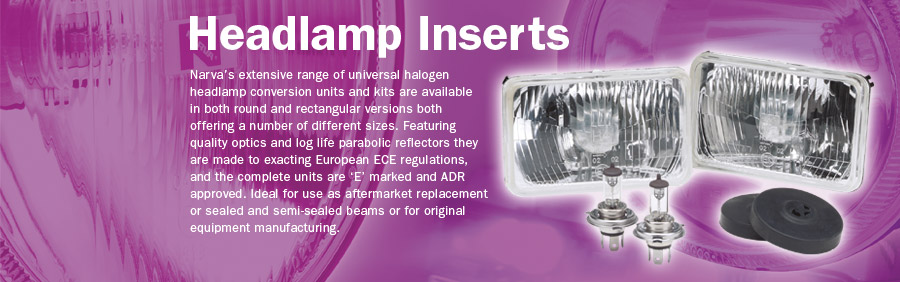 Headlamp Inserts
Narva's extensive range of universal halogen
headlamp conversion units and kits are available
in both round and rectangular versions both
offering a number of different sizes. Featuring
quality optics and log life parabolic reflectors they
are made to exacting European ECE regulations,
and the complete units are ‘E’ marked and ADR
approved. Ideal for use as aftermarket replacement
or sealed and semi-sealed beams or for original
equipment manufacturing.